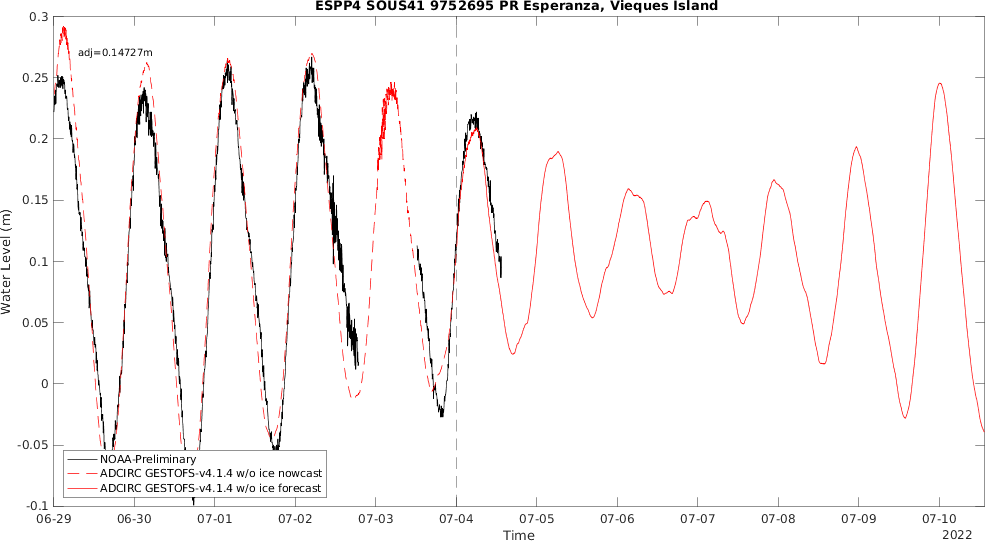 ESPP4 SOUS41 9752695 PR Esperanza, Vieques Island
0.3
0.25
0.2
0.15
0.1
0.05
0
-0.05
-0.1
Water Level (m)
adj=0.14727m
NOAA-Preliminary
ADCIRC GESTOFS-v4.1.4 w/o ice nowcast
ADCIRC GESTOFS-v4.1.4 w/o ice forecast
06-29 06-30 07-01 07-02 07-03 07-04 07-05 07-06 07-07 07-08 07-09 07-10
Time
2022